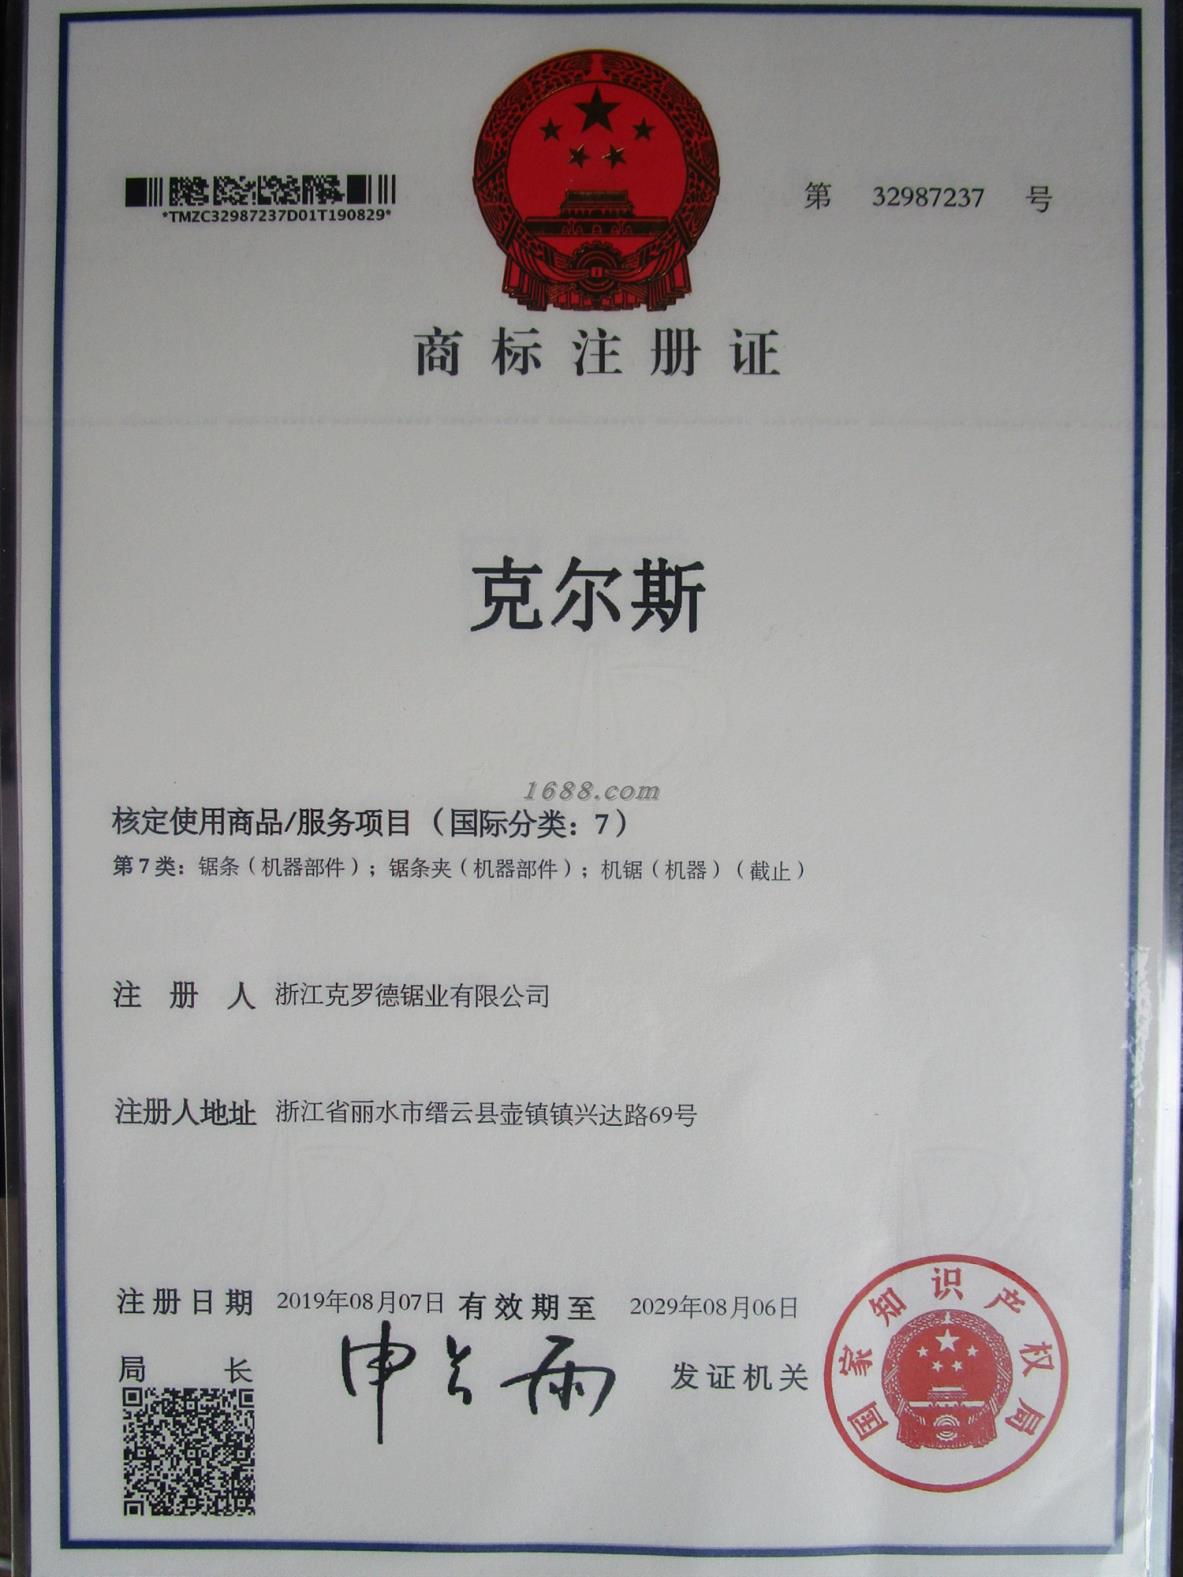 *TMZC32987237D01T190829*
第 32987237 号
商标注册证
克尔斯
1688.com
核定使用商品/服务项目（国际分类：7）
第7类：锯条（机器部件）；锯条夹（机器部件）；机锯（机器）（截止）
注册人 浙江克罗德锯业有限公司
注册人地址 浙江省丽水市缙云县壶镇镇兴达路69号
注册日期 2019年08月07日 有效期至 2029年08月06日
局长 申长雨 发证机关
国家知识产权局